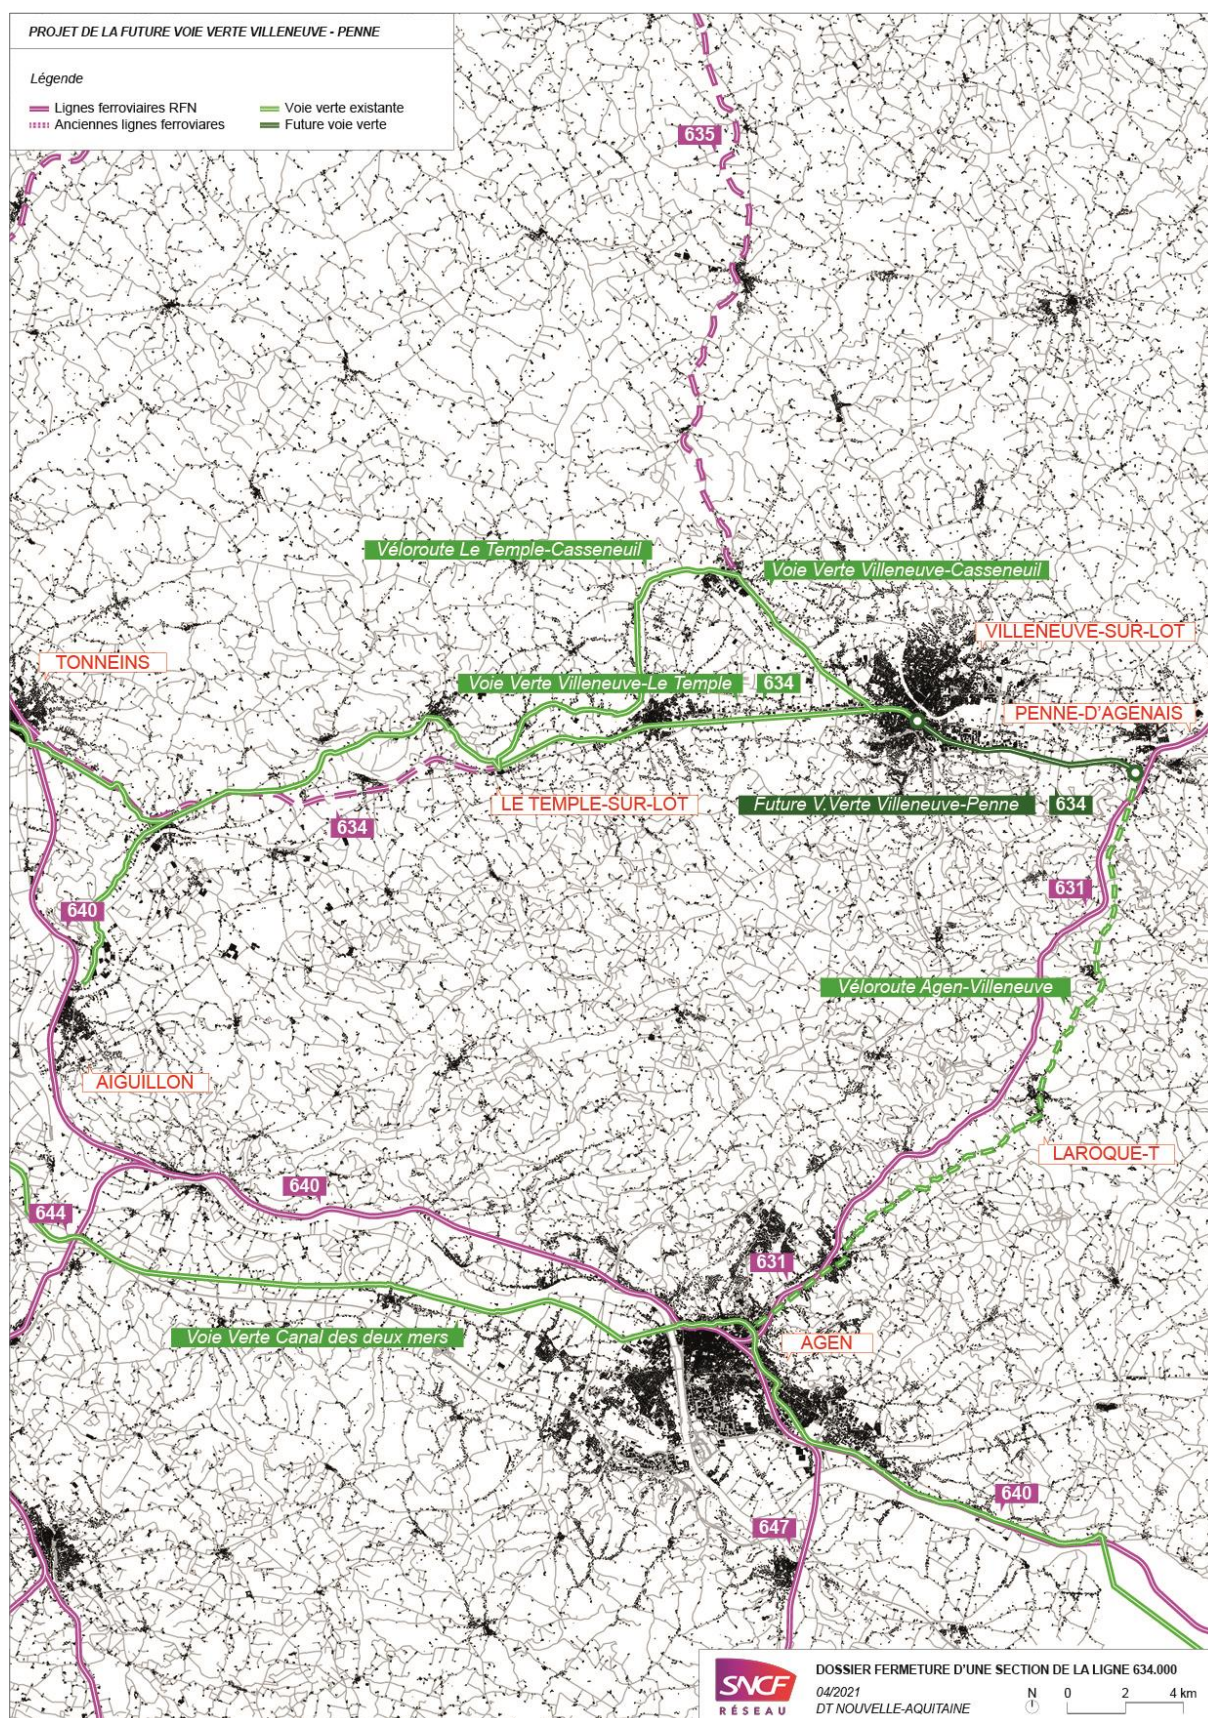 PROJET DE LA FUTURE VOIE VERTE VILLENEUVE - PENNE
Légende
Lignes ferroviaires RFN
Voie verte existante
Anciennes lignes ferroviares
Future voie verte
635
Véloroute Le Temple-Casseneuil
Voie Verte Villeneuve-Casseneuil
VILLENEUVE-SUR-LOT
TONNEINS
Voie Verte Villeneuve-Le Temple
634
PENNE-D'AGENAIS
LE TEMPLE-SUR-LOT
Future V.Verte Villeneuve-Penne
634
634
631
640
Véloroute Agen-Villeneuve
AIGUILLON
LAROQUE-T
640
644
631
Voie Verte Canal des deux mers
AGEN
640
647
SNCF
RÉSEAU
DOSSIER FERMETURE D'UNE SECTION DE LA LIGNE 634.000
04/2021
DT NOUVELLE-AQUITAINE
N
0 2 4 km